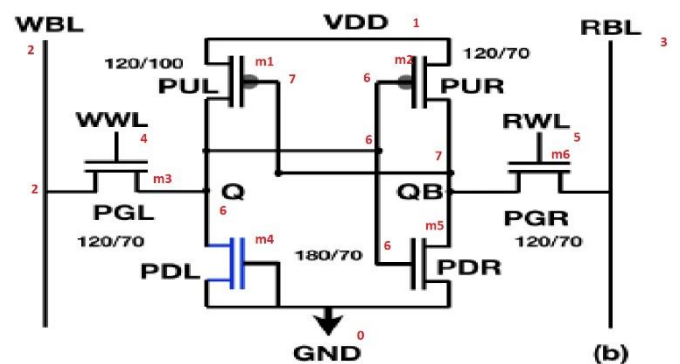 WBL VDD 1 RBL
2 3
120/100 m1 m2 120/70
PUL 7 6 PUR
WWL RWL
4 6 5
m3 7 m6
2 Q QB
PGL 6 m5 PGR
120/70 m4 180/70 6 120/70
PDL PDR
0
GND (b)